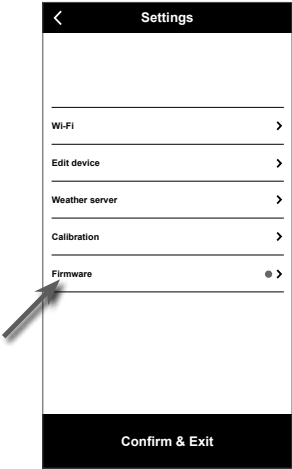 Settings
Wi-Fi
Edit device
Weather server
Calibration
Firmware
Confirm & Exit